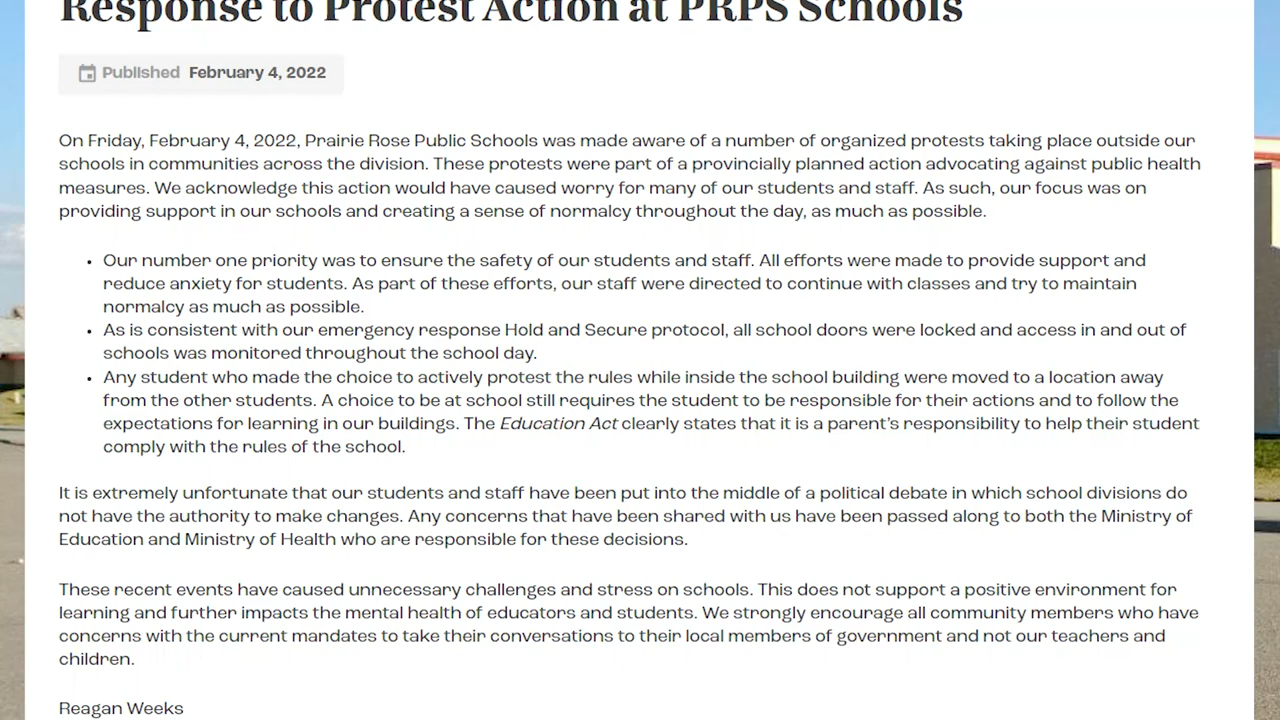 Response to Protest Action at PRPS Schools
Published February 4, 2022
On Friday, February 4, 2022, Prairie Rose Public Schools was made aware of a number of organized protests taking place outside our
schools in communities across the division. These protests were part of a provincially planned action advocating against public health
measures. We acknowledge this action would have caused worry for many of our students and staff. As such, our focus was on
providing support in our schools and creating a sense of normalcy throughout the day, as much as possible.
• Our number one priority was to ensure the safety of our students and staff. All efforts were made to provide support and
reduce anxiety for students. As part of these efforts, our staff were directed to continue with classes and try to maintain
normalcy as much as possible.
• As is consistent with our emergency response Hold and Secure protocol, all school doors were locked and access in and out of
schools was monitored throughout the school day.
• Any student who made the choice to actively protest the rules while inside the school building were moved to a location away
from the other students. A choice to be at school still requires the student to be responsible for their actions and to follow the
expectations for learning in our buildings. The Education Act clearly states that it is a parent's responsibility to help their student
comply with the rules of the school.
It is extremely unfortunate that our students and staff have been put into the middle of a political debate in which school divisions do
not have the authority to make changes. Any concerns that have been shared with us have been passed along to both the Ministry of
Education and Ministry of Health who are responsible for these decisions.
These recent events have caused unnecessary challenges and stress on schools. This does not support a positive environment for
learning and further impacts the mental health of educators and students. We strongly encourage all community members who have
concerns with the current mandates to take their conversations to their local members of government and not our teachers and
children.
Reagan Weeks